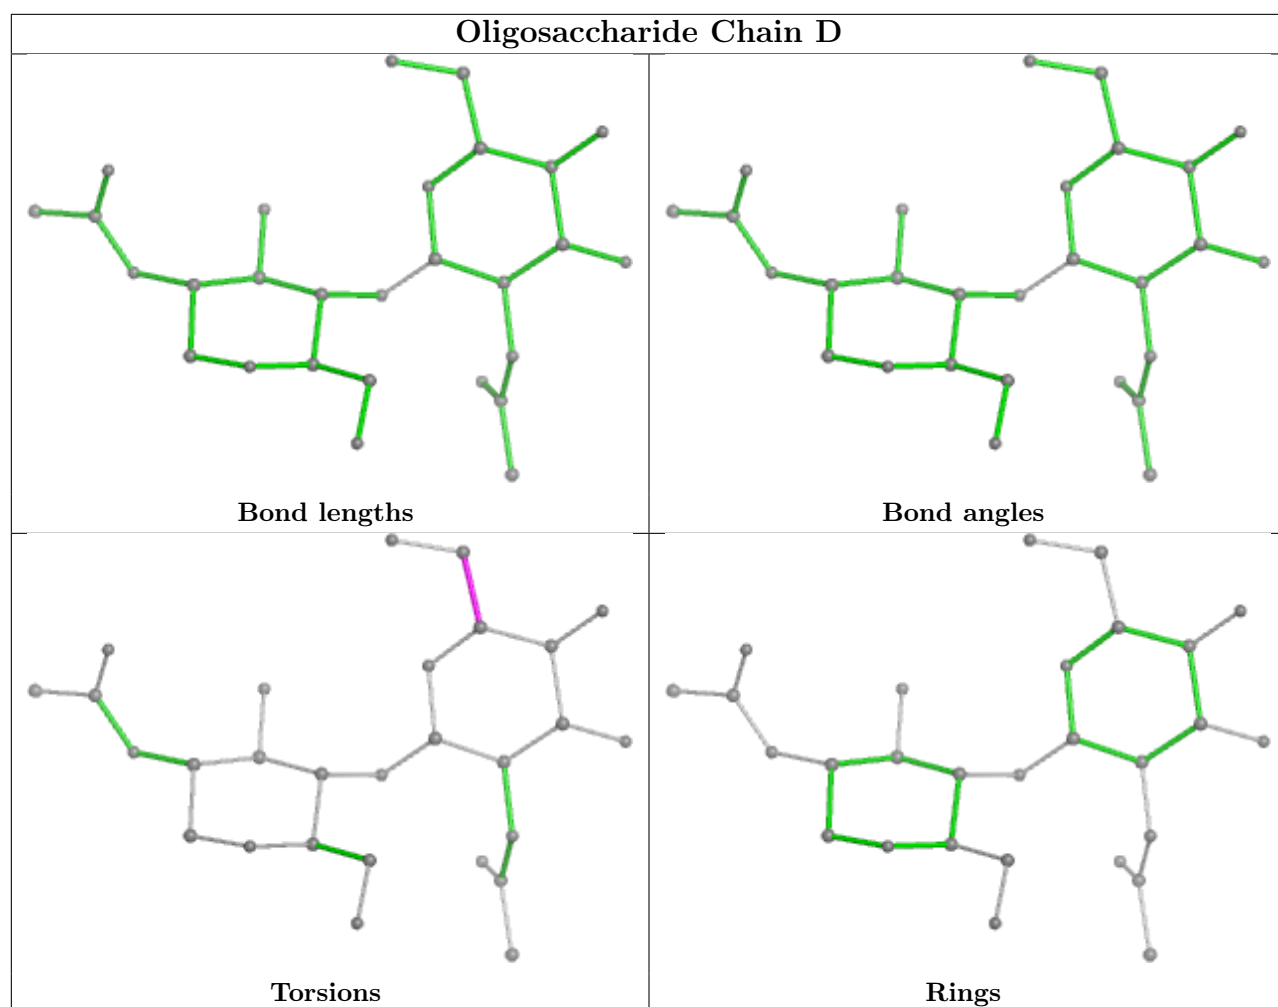 Oligosaccharide Chain D
Bond lengths
Bond angles
Torsions
Rings